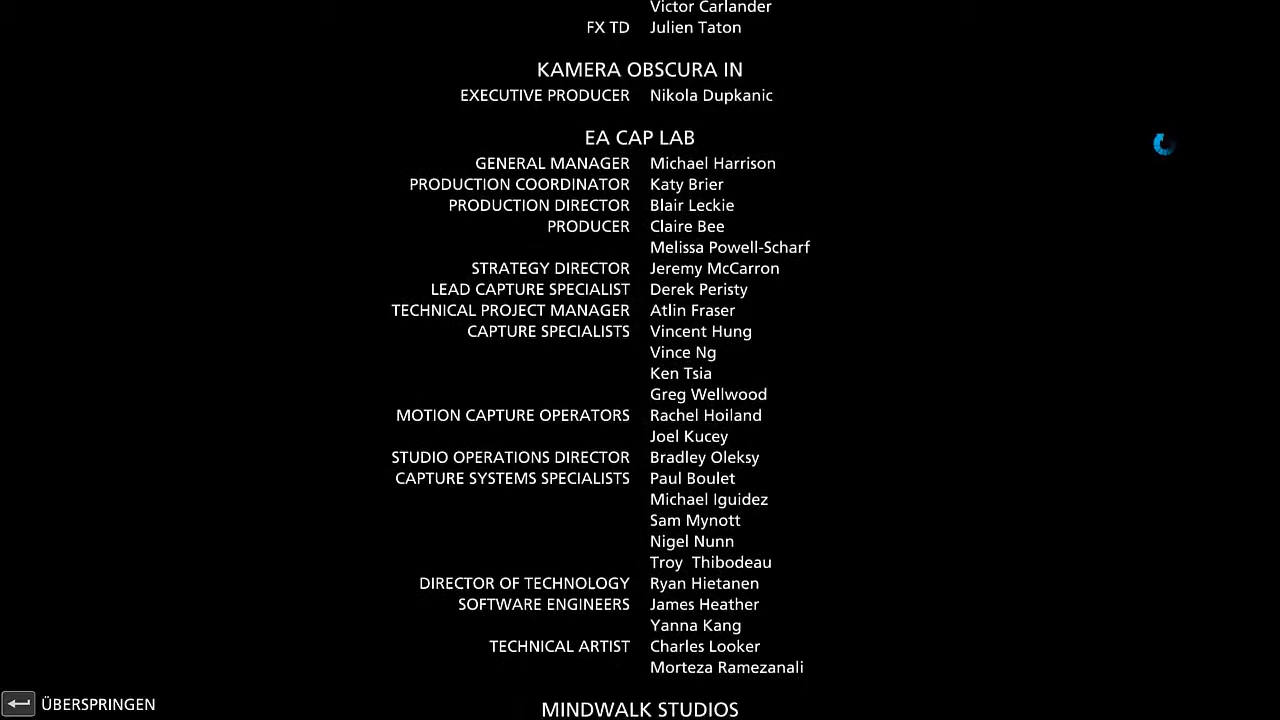 Victor Carlander
FX TD Julien Taton
KAMERA OBSCURA IN
EXECUTIVE PRODUCER Nikola Dupkanic
EA CAP LAB
GENERAL MANAGER Michael Harrison
PRODUCTION COORDINATOR Katy Brier
PRODUCTION DIRECTOR Blair Leckie
PRODUCER Claire Bee
Melissa Powell-Scharf
STRATEGY DIRECTOR Jeremy McCarron
LEAD CAPTURE SPECIALIST Derek Peristy
TECHNICAL PROJECT MANAGER Atlin Fraser
CAPTURE SPECIALISTS Vincent Hung
Vince Ng
Ken Tsia
Greg Wellwood
MOTION CAPTURE OPERATORS Rachel Hoiland
Joel Kucey
STUDIO OPERATIONS DIRECTOR Bradley Oleksy
CAPTURE SYSTEMS SPECIALISTS Paul Boulet
Michael Iguidez
Sam Mynott
Nigel Nunn
Troy  Thibodeau
DIRECTOR OF TECHNOLOGY Ryan Hietanen
SOFTWARE ENGINEERS James Heather
Yanna Kang
TECHNICAL ARTIST Charles Looker
Morteza Ramezanali
MINDWALK STUDIOS
ÜBERSPRINGEN